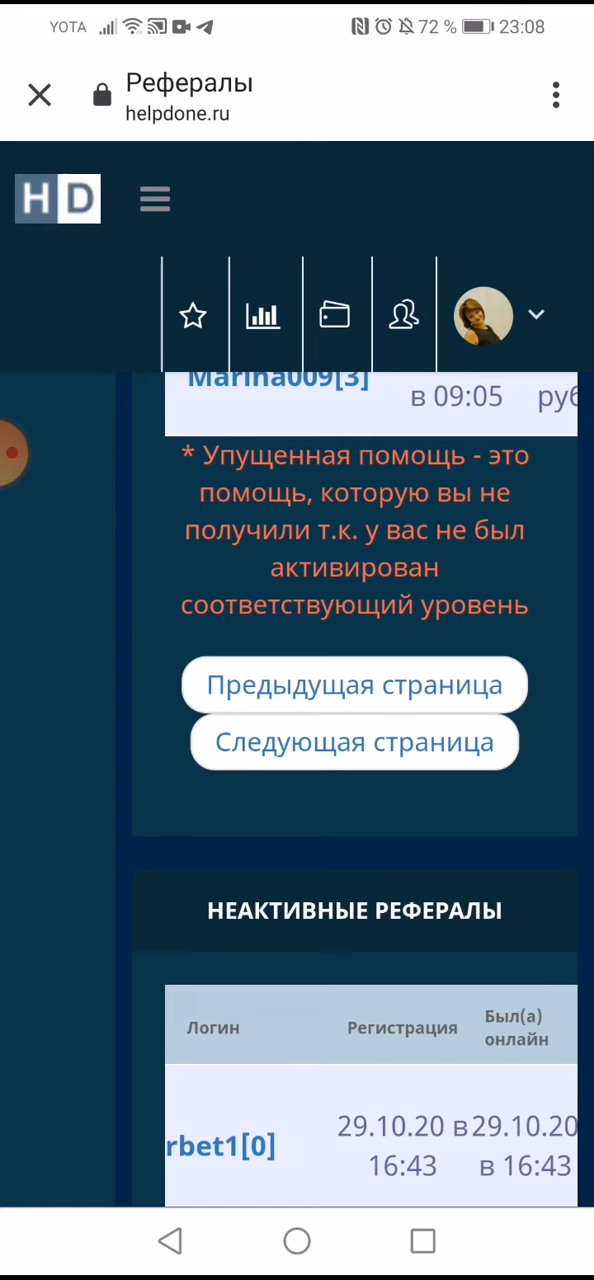 YOTA
72 %
23:08
Рефералы
helpdone.ru
HD
Marina009[3]
в 09:05
руб
* Упущенная помощь - это
помощь, которую вы не
получили т.к. у вас не был
активирован
соответствующий уровень
Предыдущая страница
Следующая страница
НЕАКТИВНЫЕ РЕФЕРАЛЫ
Логин
Регистрация
Был(а)
онлайн
rbet1[0]
29.10.20 в
16:43
29.10.20
в 16:43